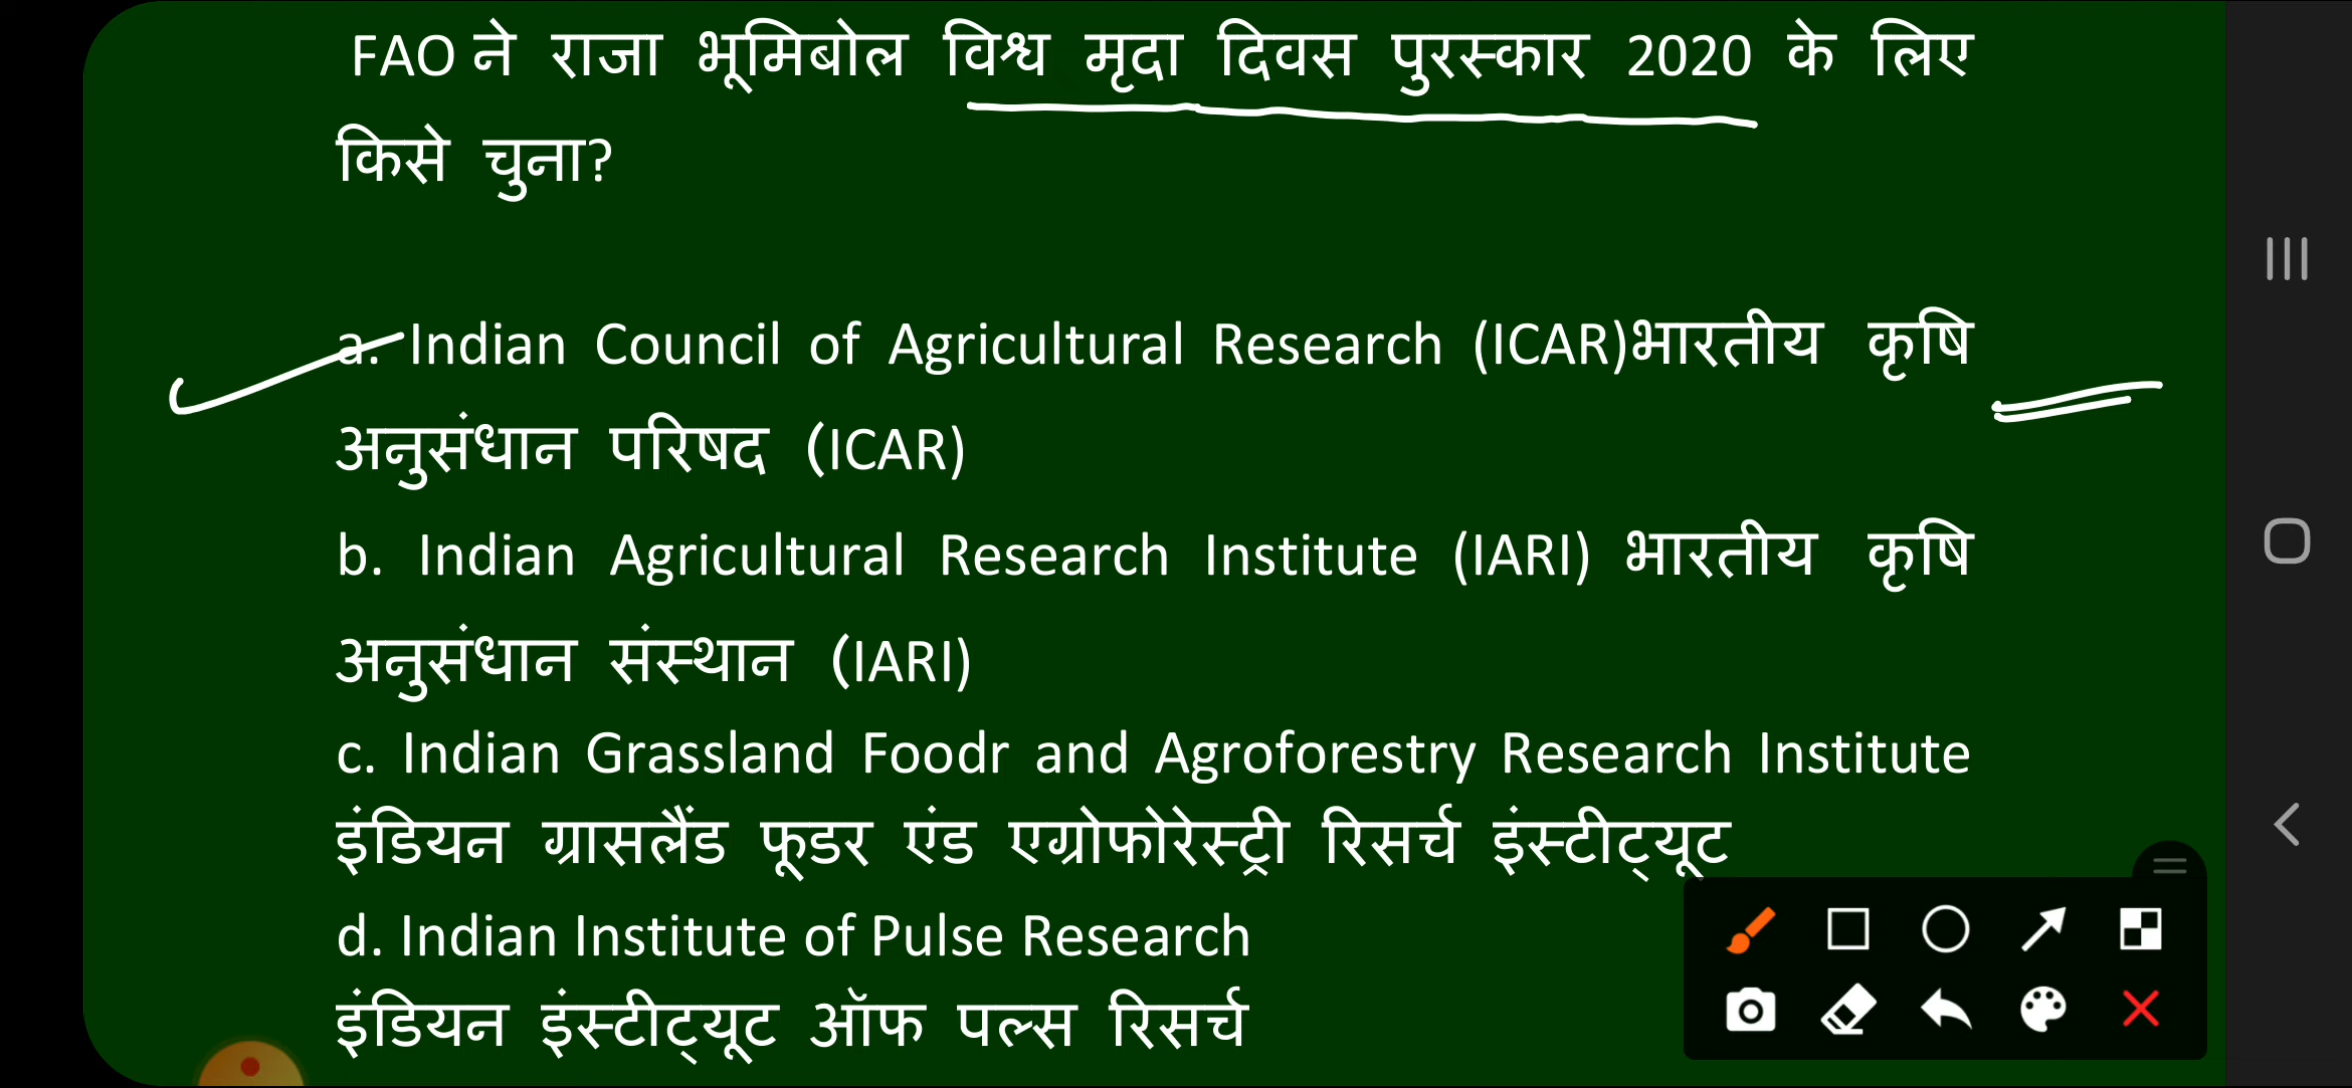 FAO ने राजा भूमिबोल विश्व मृदा दिवस पुरस्कार 2020 के लिए
किसे चुना?
a. Indian Council of Agricultural Research (ICAR)भारतीय कृषि
अनुसंधान परिषद (ICAR)
b. Indian Agricultural Research Institute (IARI) भारतीय कृषि
अनुसंधान संस्थान (IARI)
c. Indian Grassland Foodr and Agroforestry Research Institute
इंडियन ग्रासलैंड फूडर एंड एग्रोफोरेस्ट्री रिसर्च इंस्टीट्यूट
d. Indian Institute of Pulse Research
इंडियन इंस्टीट्यूट ऑफ पल्स रिसर्च